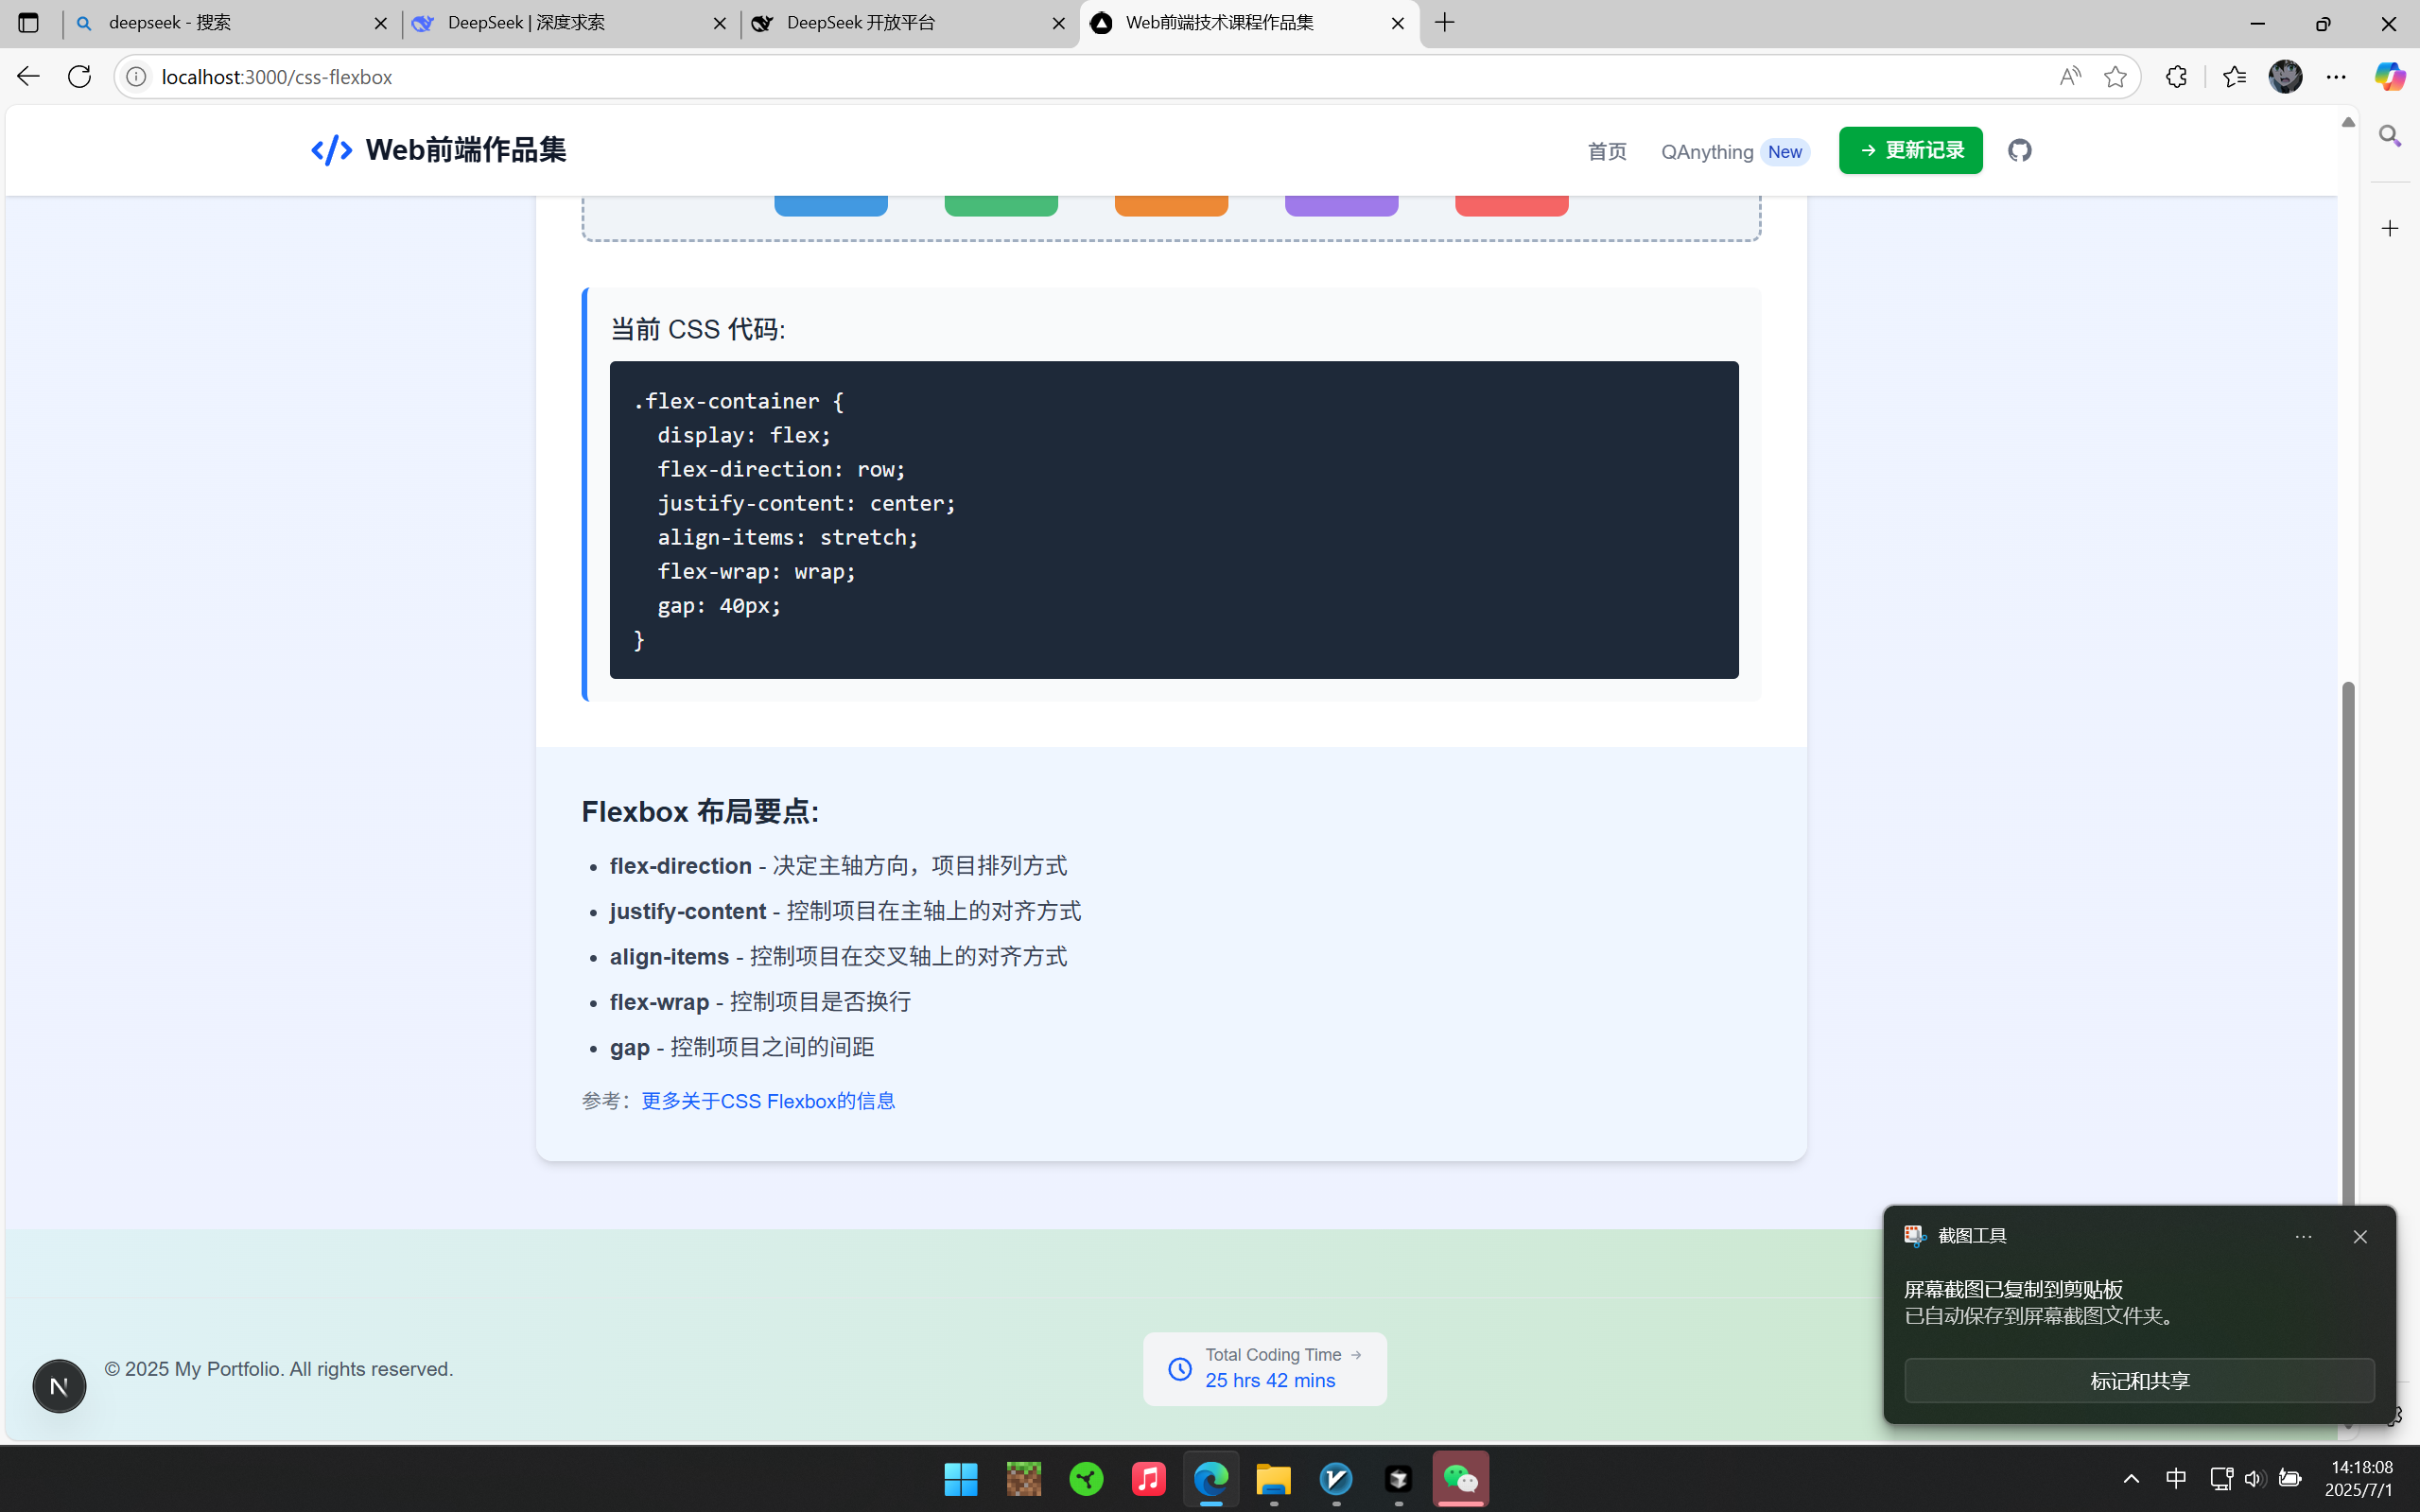 deepseek - 搜索
DeepSeek | 深度求索
DeepSeek 开放平台
Web前端技术课程作品集
localhost:3000/css-flexbox
</> Web前端作品集
首页
QAnything New
→ 更新记录
当前 CSS 代码:
.flex-container {
  display: flex;
  flex-direction: row;
  justify-content: center;
  align-items: stretch;
  flex-wrap: wrap;
  gap: 40px;
}
Flexbox 布局要点:
• flex-direction - 决定主轴方向，项目排列方式
• justify-content - 控制项目在主轴上的对齐方式
• align-items - 控制项目在交叉轴上的对齐方式
• flex-wrap - 控制项目是否换行
• gap - 控制项目之间的间距
参考：更多关于CSS Flexbox的信息
截图工具
屏幕截图已复制到剪贴板
已自动保存到屏幕截图文件夹。
标记和共享
N
© 2025 My Portfolio. All rights reserved.
Total Coding Time →
25 hrs 42 mins
中
14:18:08
2025/7/1